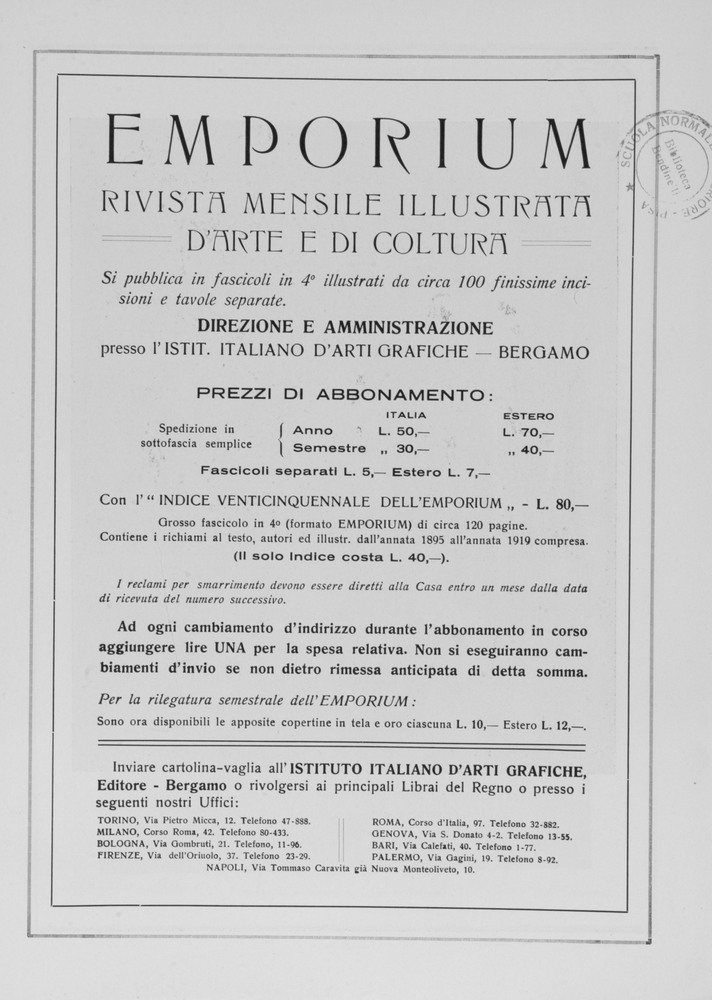 EMPORIUM
RIVISTA MENSILE ILLUSTRATA
D'ARTE E DI COLTURA
Si pubblica in fascicoli in 4º illustrati da circa 100 finissime inci-
sioni e tavole separate.
DIREZIONE E AMMINISTRAZIONE
presso l'ISTIT. ITALIANO D'ARTI GRAFICHE — BERGAMO
PREZZI DI ABBONAMENTO:
ITALIA ESTERO
Spedizione in sottofascia semplice
Anno L. 50,— L. 70,—
Semestre „ 30,— „ 40,—
Fascicoli separati L. 5,— Estero L. 7,—
Con l' “ INDICE VENTICINQUENNALE DELL'EMPORIUM „ - L. 80,—
Grosso fascicolo in 4º (formato EMPORIUM) di circa 120 pagine.
Contiene i richiami al testo, autori ed illustr. dall'annata 1895 all'annata 1919 compresa.
(Il solo Indice costa L. 40,—).
I reclami per smarrimento devono essere diretti alla Casa entro un mese dalla data
di ricevuta del numero successivo.
Ad ogni cambiamento d'indirizzo durante l'abbonamento in corso
aggiungere lire UNA per la spesa relativa. Non si eseguiranno cam-
biamenti d'invio se non dietro rimessa anticipata di detta somma.
Per la rilegatura semestrale dell'EMPORIUM :
Sono ora disponibili le apposite copertine in tela e oro ciascuna L. 10,— Estero L. 12,—.
Inviare cartolina-vaglia all'ISTITUTO ITALIANO D'ARTI GRAFICHE,
Editore - Bergamo o rivolgersi ai principali Librai del Regno o presso i
seguenti nostri Uffici:
TORINO, Via Pietro Micca, 12. Telefono 47-888.
MILANO, Corso Roma, 42. Telefono 80-433.
BOLOGNA, Via Gombruti, 21. Telefono, 11-96.
FIRENZE, Via dell'Oriuolo, 37. Telefono 23-29.
ROMA, Corso d'Italia, 97. Telefono 32-882.
GENOVA, Via S. Donato 4-2. Telefono 13-55.
BARI, Via Calefati, 40. Telefono 1-77.
PALERMO, Via Gagini, 19. Telefono 8-92.
NAPOLI, Via Tommaso Caravita già Nuova Monteoliveto, 10.
SCUOLA NORMALE
PISA
Biblioteca